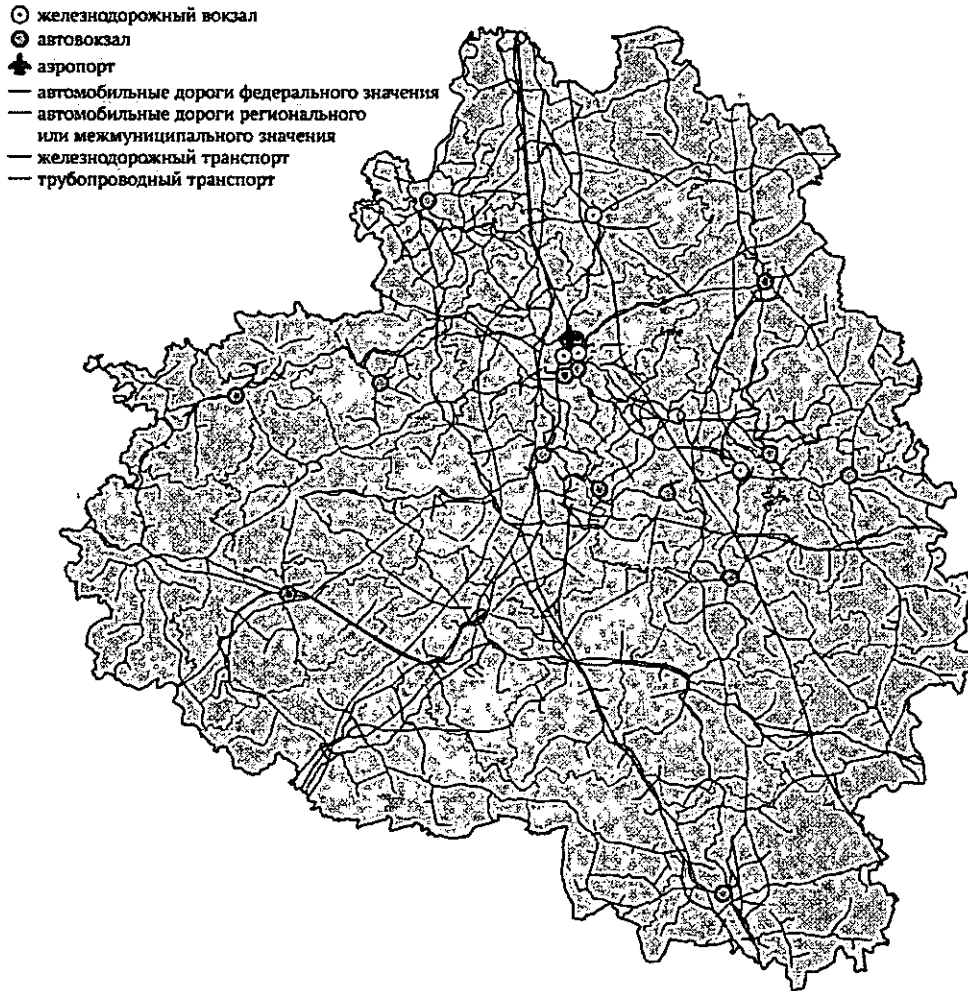 железнодорожный вокзал
автовокзал
аэропорт
автомобильные дороги федерального значения
автомобильные дороги регионального
или межмуниципального значения
железнодорожный транспорт
трубопроводный транспорт